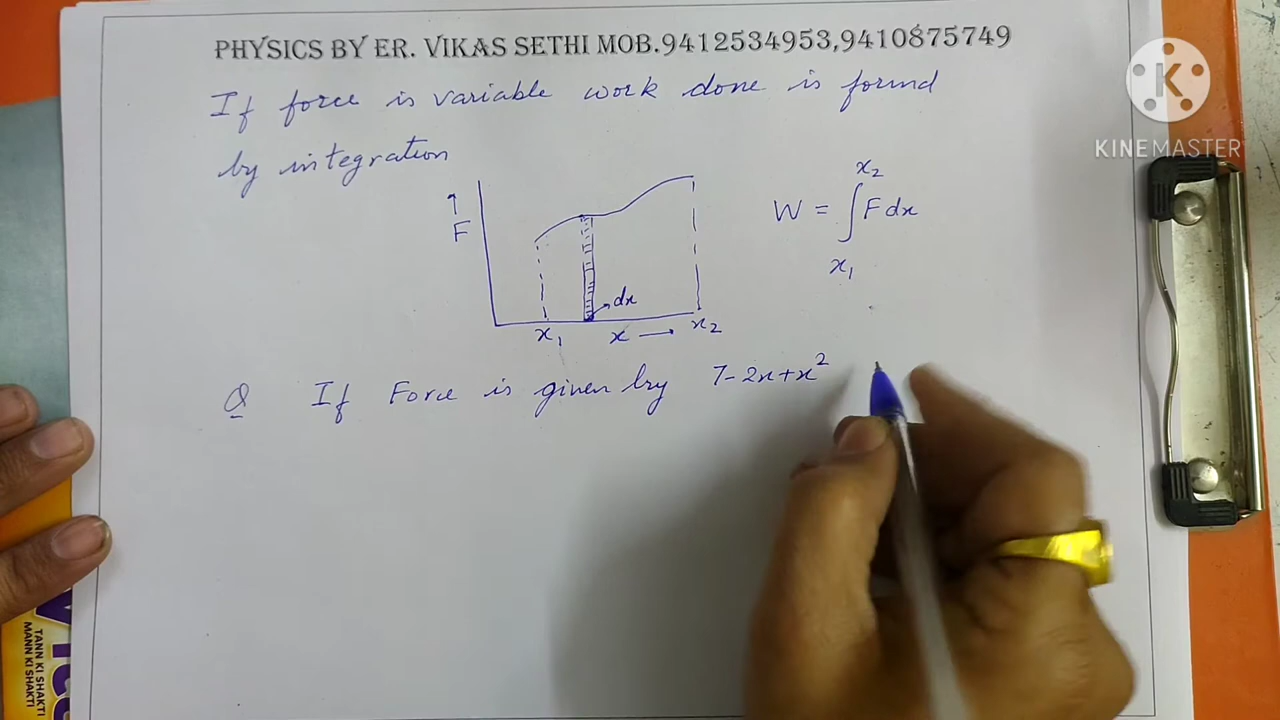 PHYSICS BY ER. VIKAS SETHI MOB.9412534953,9410875749
K
KINEMASTER
If force is variable work done is found
by integration
↑
F
dx
x₁
x →
x₂
W = ∫ F dx
x₂
x₁
Q If Force is given by 7-2x+x²
TANN KI SHAKTI
MANN KI SHAKTI